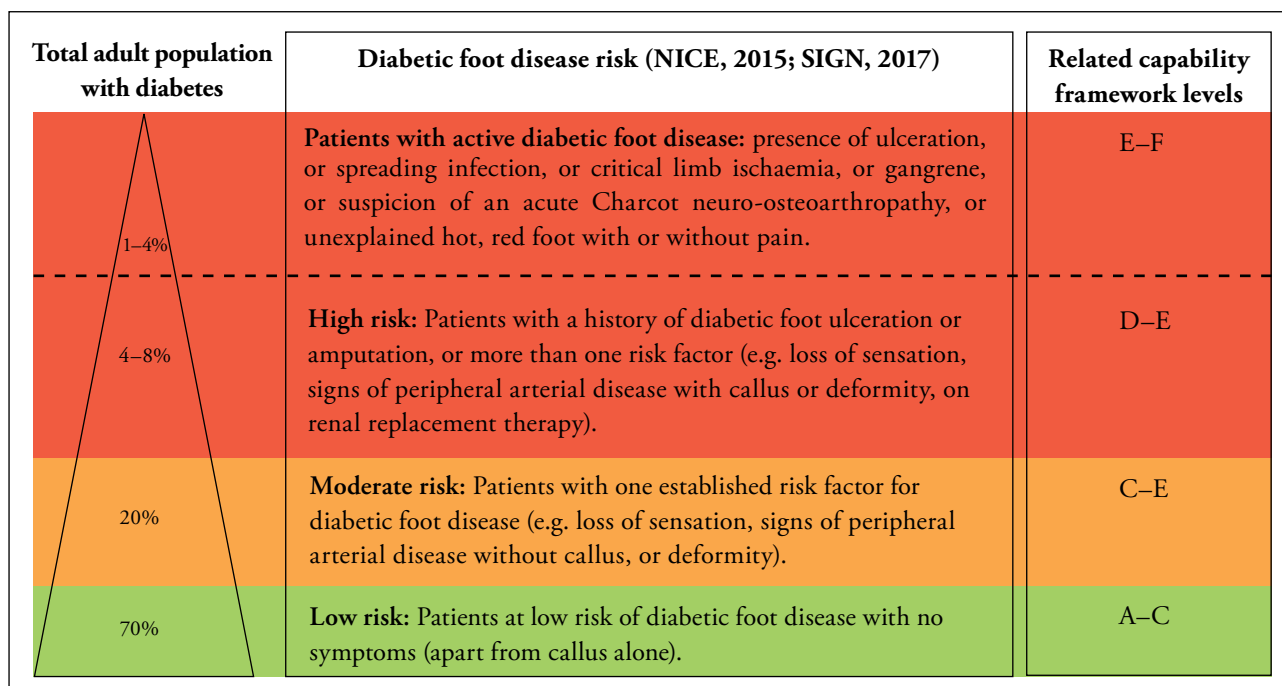 Total adult population
with diabetes
Diabetic foot disease risk (NICE, 2015; SIGN, 2017)
Related capability
framework levels
Patients with active diabetic foot disease: presence of ulceration,
or spreading infection, or critical limb ischaemia, or gangrene,
or suspicion of an acute Charcot neuro-osteoarthropathy, or
unexplained hot, red foot with or without pain.
E–F
1–4%
High risk: Patients with a history of diabetic foot ulceration or
amputation, or more than one risk factor (e.g. loss of sensation,
signs of peripheral arterial disease with callus or deformity, on
renal replacement therapy).
D–E
4–8%
Moderate risk: Patients with one established risk factor for
diabetic foot disease (e.g. loss of sensation, signs of peripheral
arterial disease without callus, or deformity).
C–E
20%
Low risk: Patients at low risk of diabetic foot disease with no
symptoms (apart from callus alone).
A–C
70%